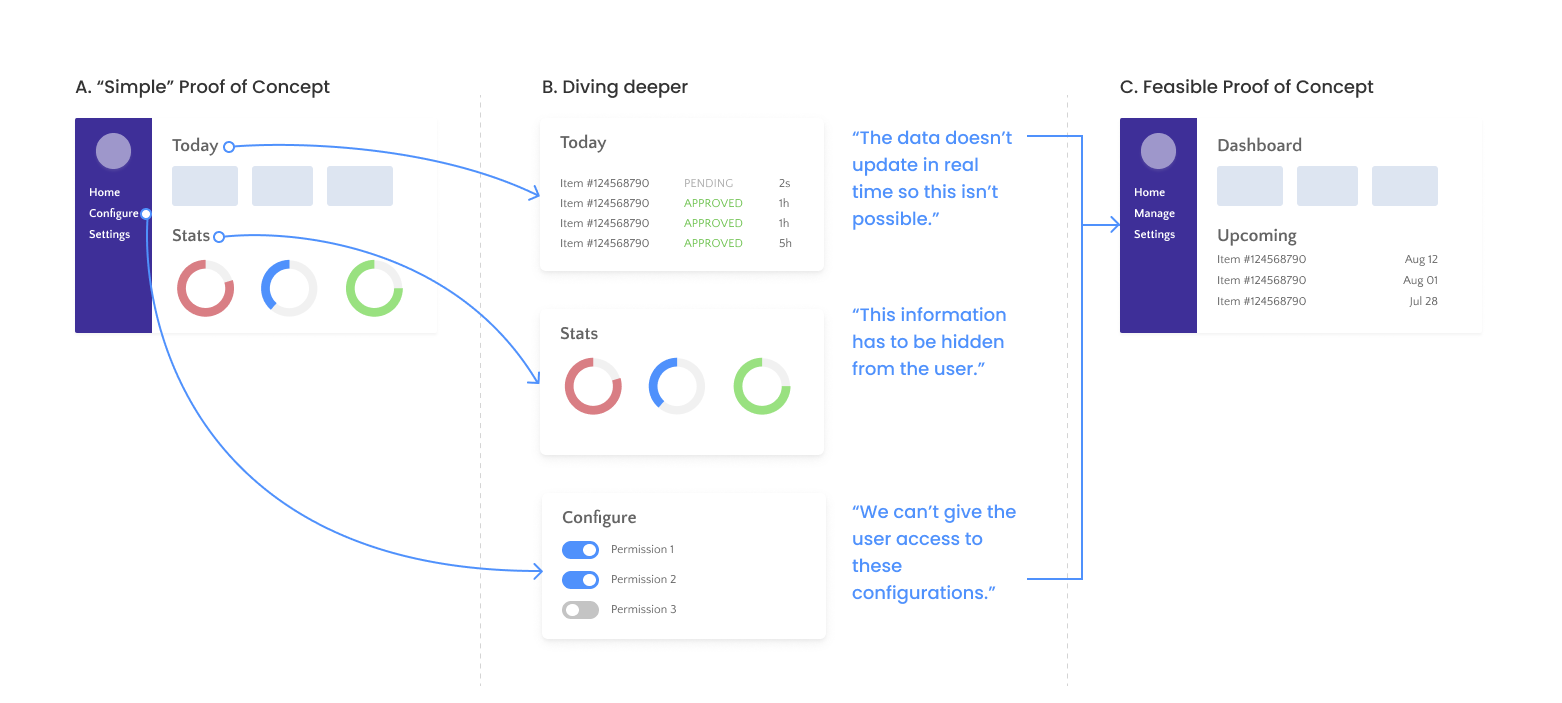 A. “Simple” Proof of Concept
Home
Configure
Settings
Today
Stats
B. Diving deeper
Today
Item #124568790 PENDING 2s
Item #124568790 APPROVED 1h
Item #124568790 APPROVED 1h
Item #124568790 APPROVED 5h
“The data doesn’t
update in real
time so this isn’t
possible.”
Stats
“This information
has to be hidden
from the user.”
Configure
Permission 1
Permission 2
Permission 3
“We can’t give the
user access to
these
configurations.”
C. Feasible Proof of Concept
Home
Manage
Settings
Dashboard
Upcoming
Item #124568790 Aug 12
Item #124568790 Aug 01
Item #124568790 Jul 28